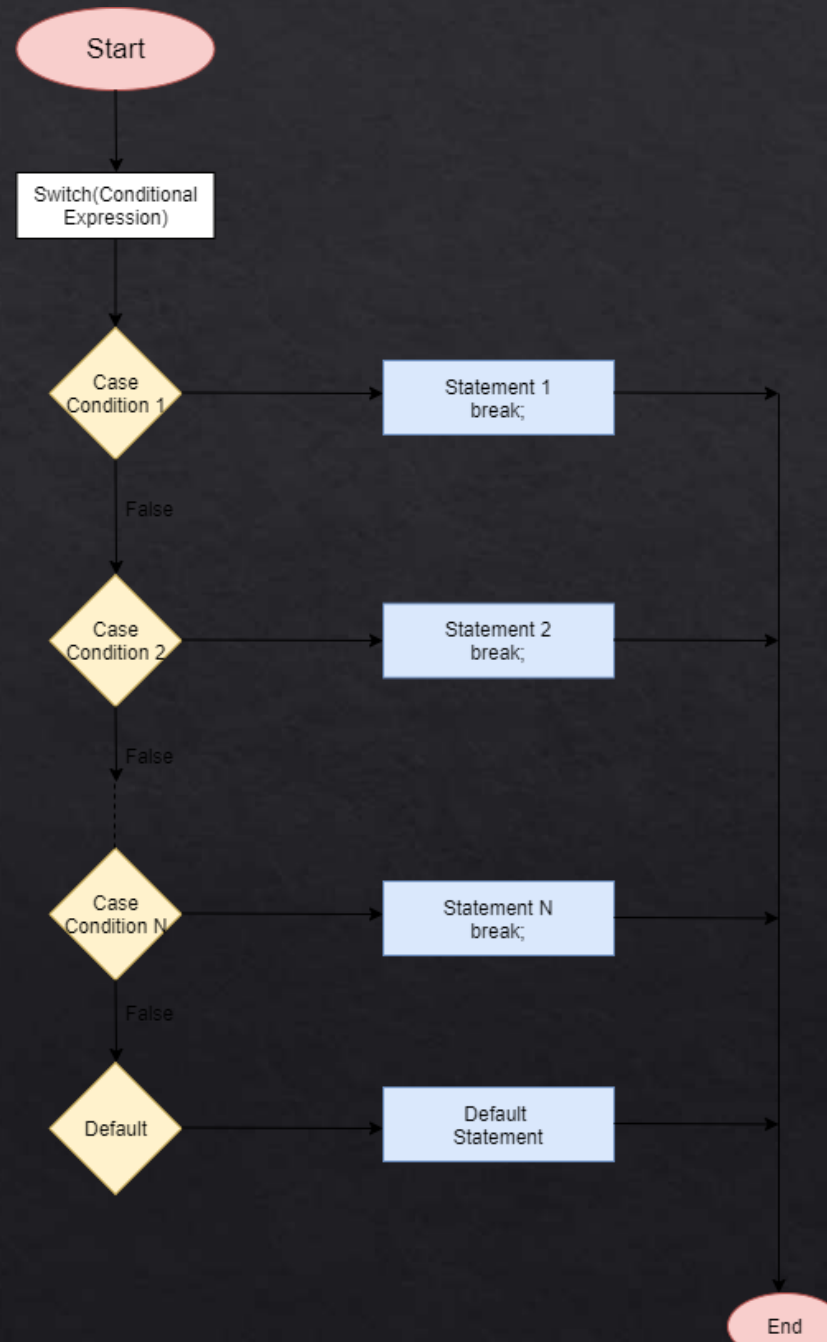 Start
Switch(Conditional
Expression)
Case
Condition 1
Statement 1
break;
False
Case
Condition 2
Statement 2
break;
False
Case
Condition N
Statement N
break;
False
Default
Default
Statement
End